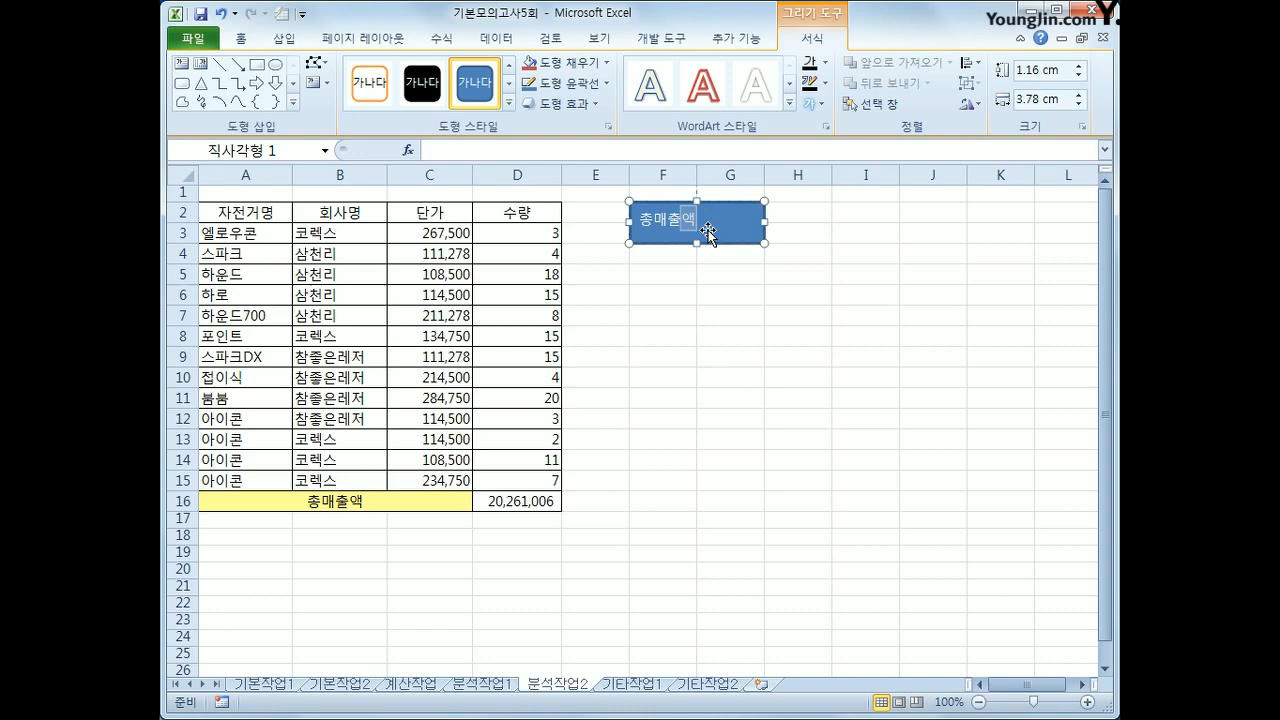 기본모의고사5회 - Microsoft Excel
그리기 도구
YoungJin.com Y.
파일 홈 삽입 페이지 레이아웃 수식 데이터 검토 보기 개발 도구 추가 기능 서식
가나다 가나다 가나다
도형 채우기
도형 윤곽선
도형 효과
가
가
앞으로 가져오기
뒤로 보내기
선택 창
1.16 cm
3.78 cm
도형 삽입 도형 스타일 WordArt 스타일 정렬 크기
직사각형 1 fx
A B C D E F G H I J K L
1
2 자전거명 회사명 단가 수량
총매출액
3 엘로우콘 코렉스 267,500 3
4 스파크 삼천리 111,278 4
5 하운드 삼천리 108,500 18
6 하로 삼천리 114,500 15
7 하운드700 삼천리 211,278 8
8 포인트 코렉스 134,750 15
9 스파크DX 참좋은레저 111,278 15
10 접이식 참좋은레저 214,500 4
11 붐붐 참좋은레저 284,750 20
12 아이콘 참좋은레저 114,500 3
13 아이콘 코렉스 114,500 2
14 아이콘 코렉스 108,500 11
15 아이콘 코렉스 234,750 7
16 총매출액 20,261,006
17
18
19
20
21
22
23
24
25
26
기본작업1 기본작업2 계산작업 분석작업1 분석작업2 기타작업1 기타작업2
준비 100%